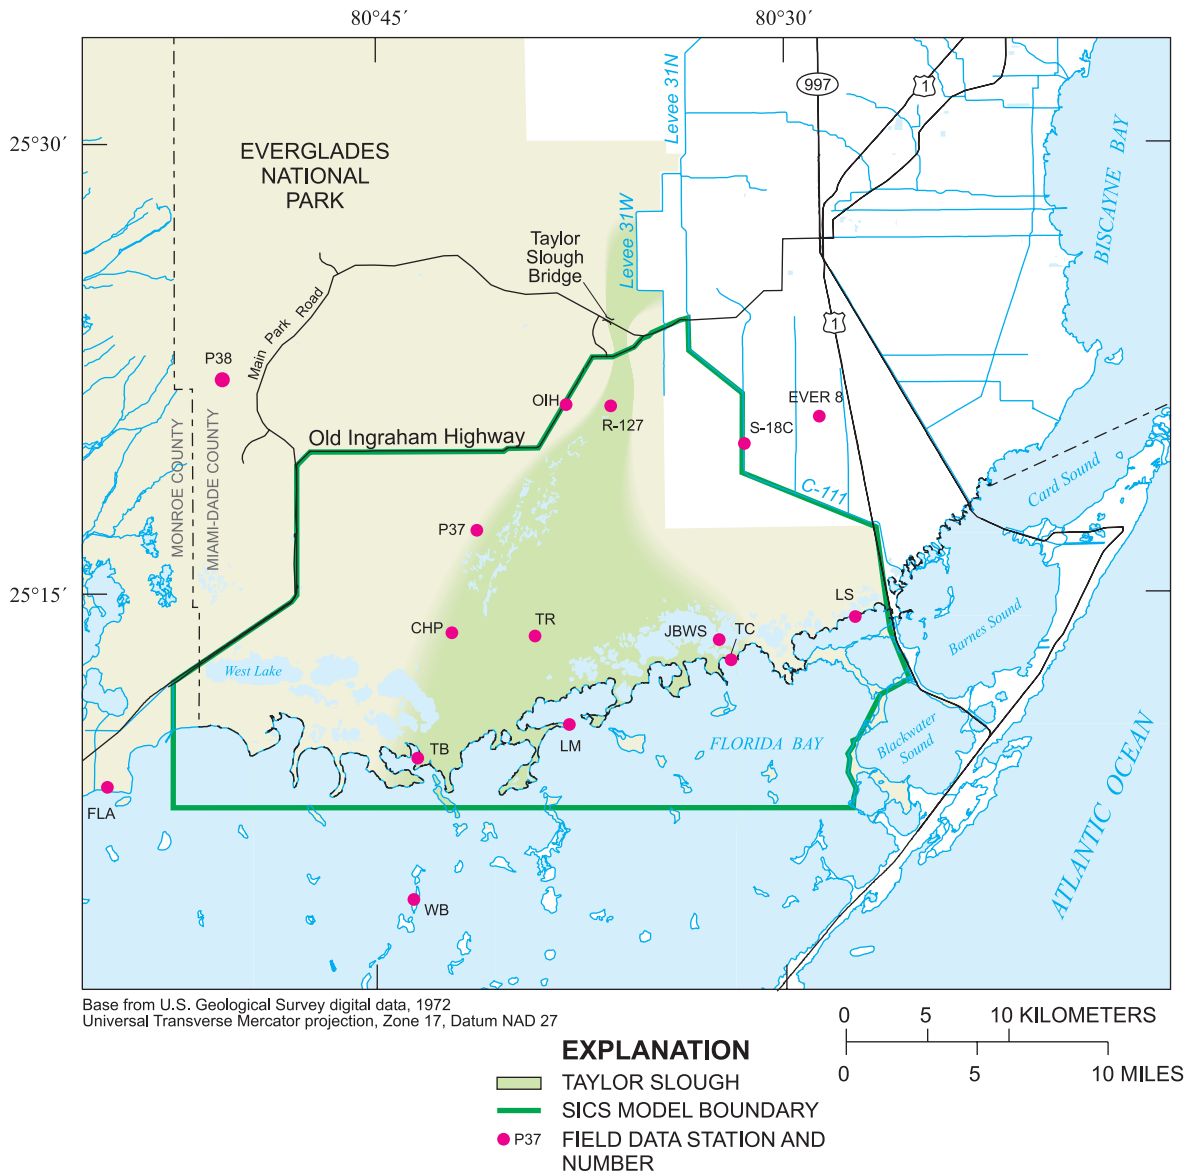 80°45´
80°30´
25°30´
25°15´
EVERGLADES
NATIONAL
PARK
Levee 31N
997
1
BISCAYNE BAY
Levee 31W
Taylor
Slough
Bridge
Main Park Road
1
P38
OIH
R-127
EVER 8
S-18C
Old Ingraham Highway
MONROE COUNTY
MIAMI-DADE COUNTY
C-111
Card Sound
P37
CHP
TR
JBWS
TC
LS
Barnes Sound
West Lake
TB
LM
FLORIDA BAY
Blackwater
Sound
FLA
WB
ATLANTIC OCEAN
Base from U.S. Geological Survey digital data, 1972
Universal Transverse Mercator projection, Zone 17, Datum NAD 27
0 5 10 KILOMETERS
0 5 10 MILES
EXPLANATION
TAYLOR SLOUGH
SICS MODEL BOUNDARY
P37 FIELD DATA STATION AND
NUMBER